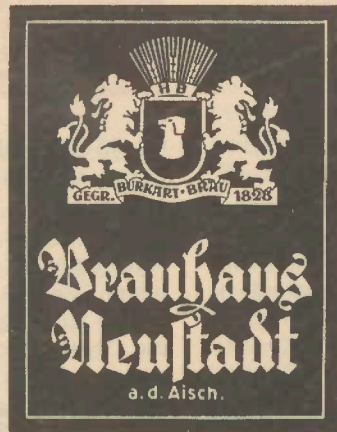 HB
GEGR. BURKART·BRÄU 1828
Brauhaus
Neustadt
a. d. Aisch.